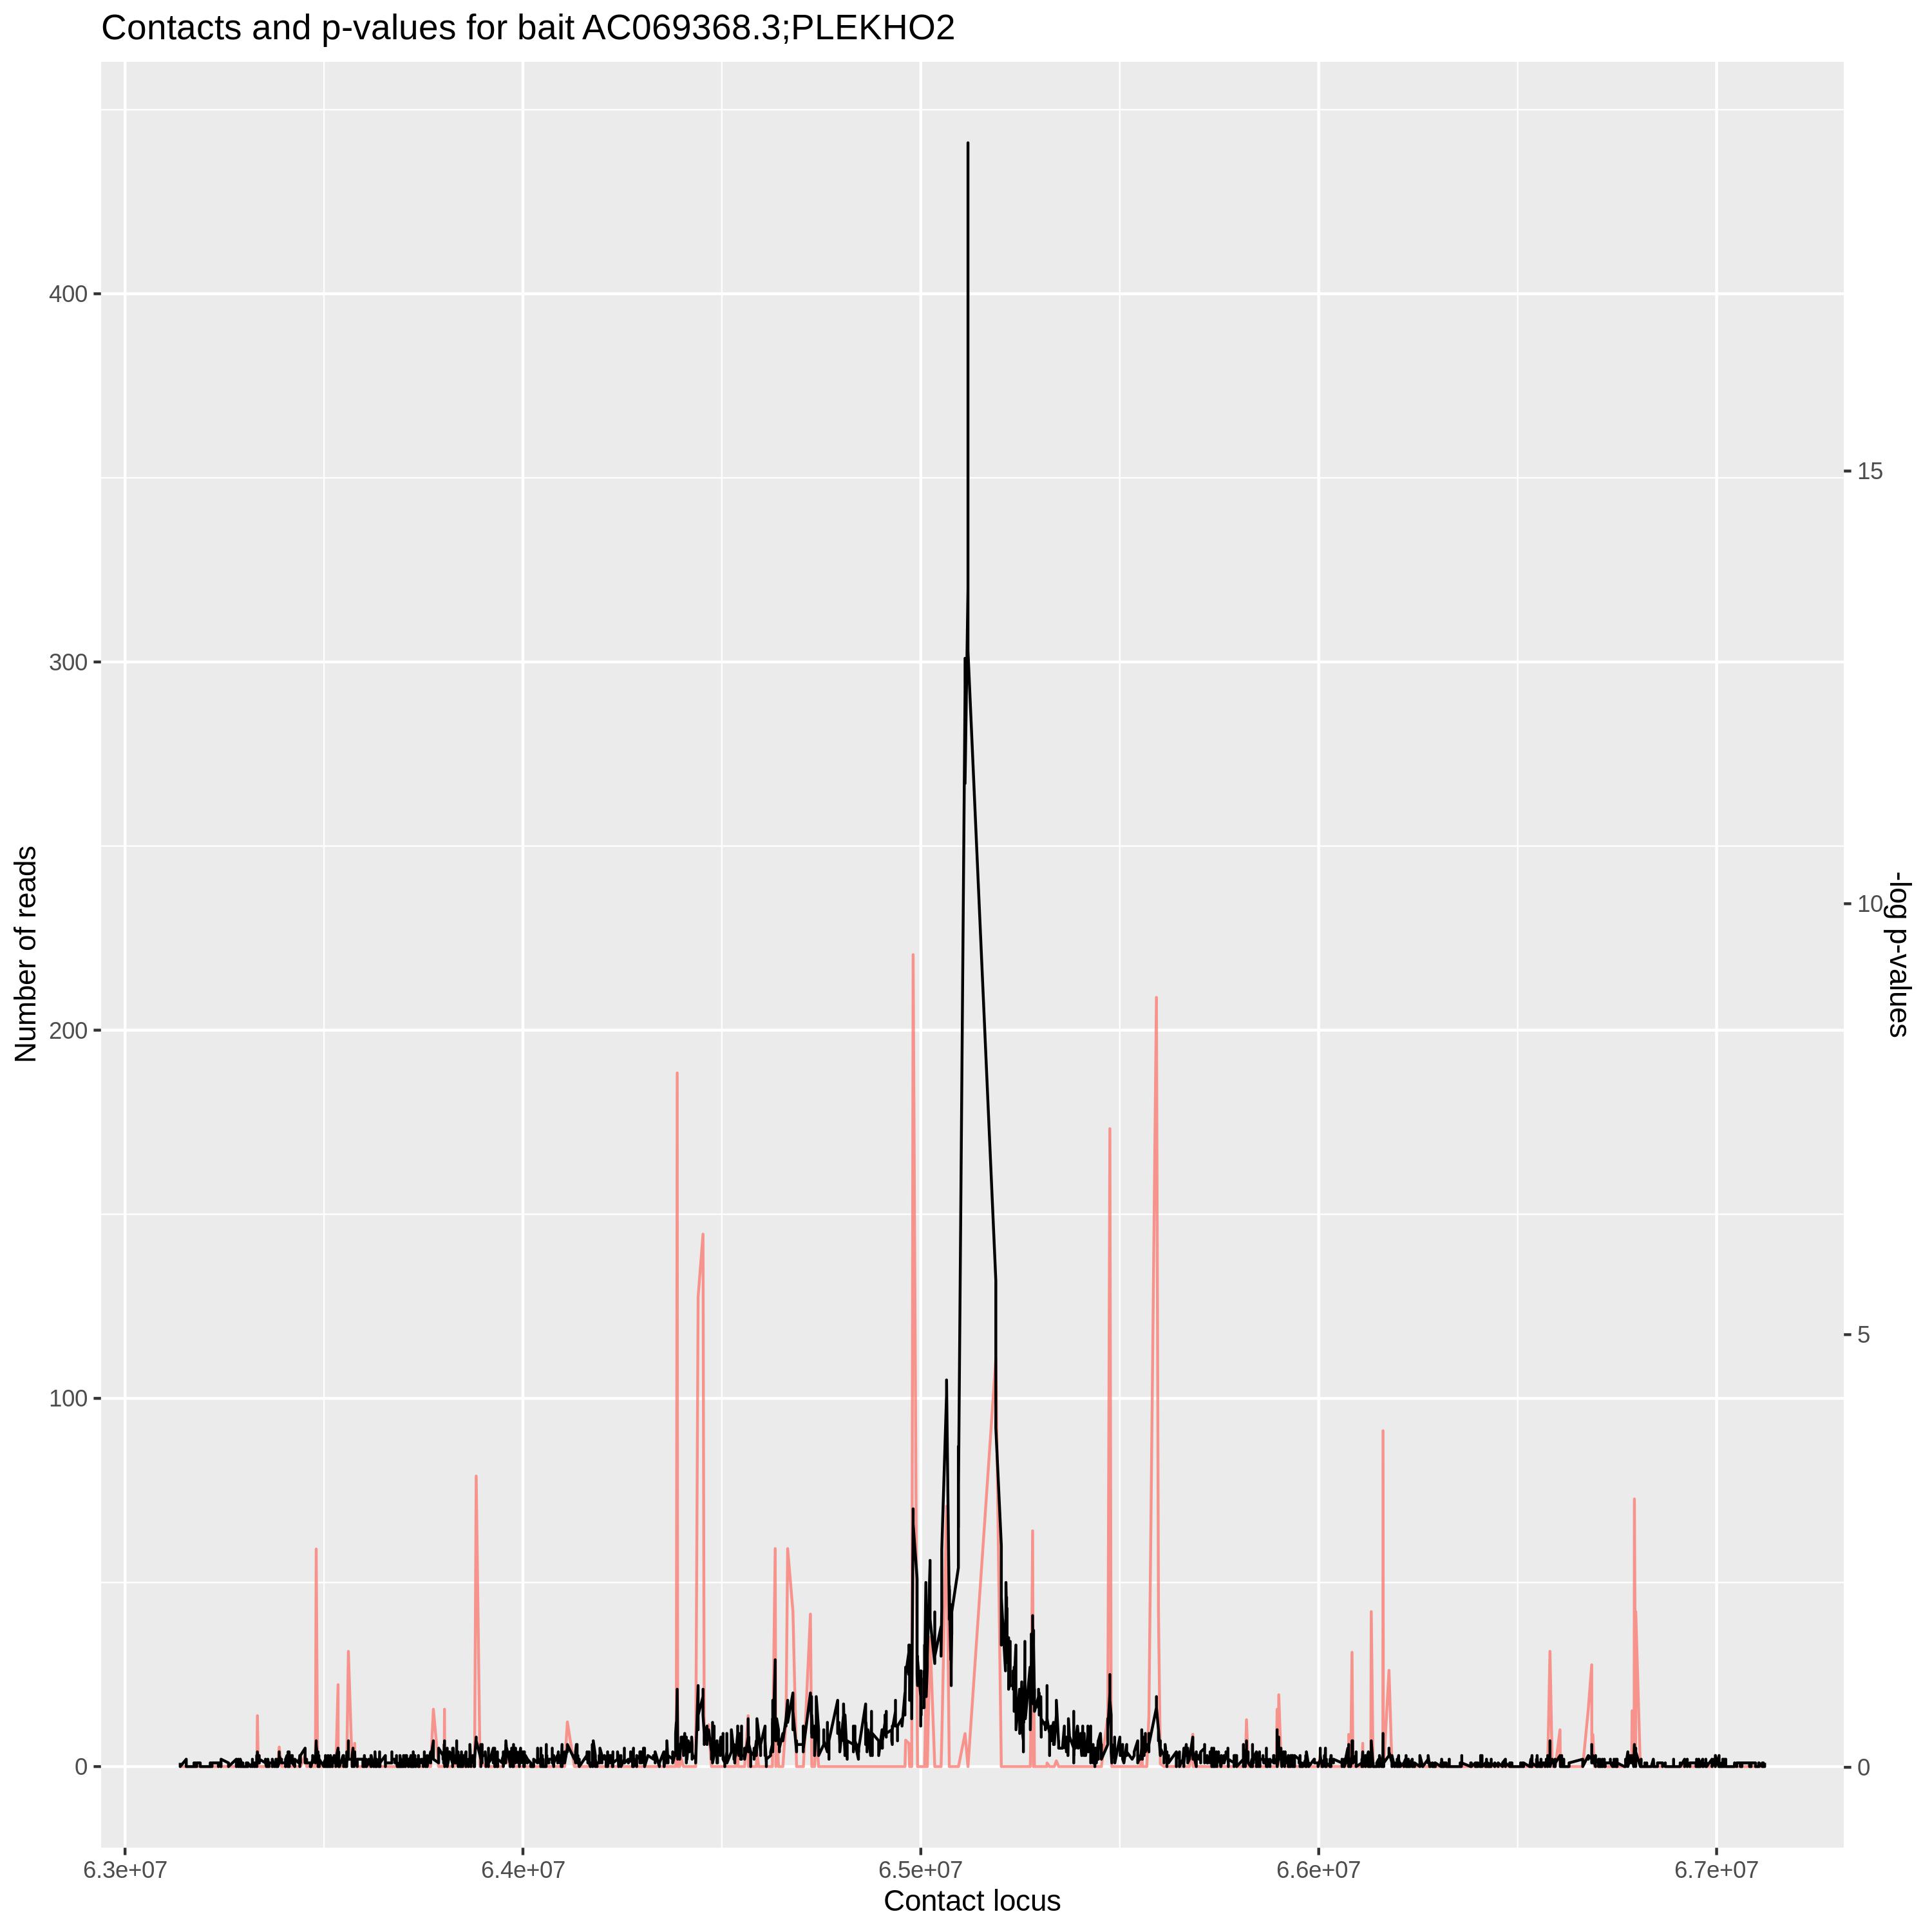 Contacts and p-values for bait AC069368.3;PLEKHO2
400
300
200
100
0
Number of reads
15
10
5
0
-log p-values
6.3e+07
6.4e+07
6.5e+07
6.6e+07
6.7e+07
Contact locus